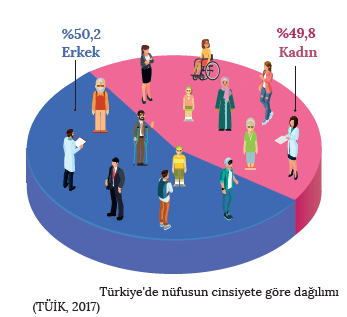 %50,2
Erkek
%49,8
Kadın
Türkiye'de nüfusun cinsiyete göre dağılımı
(TÜİK, 2017)